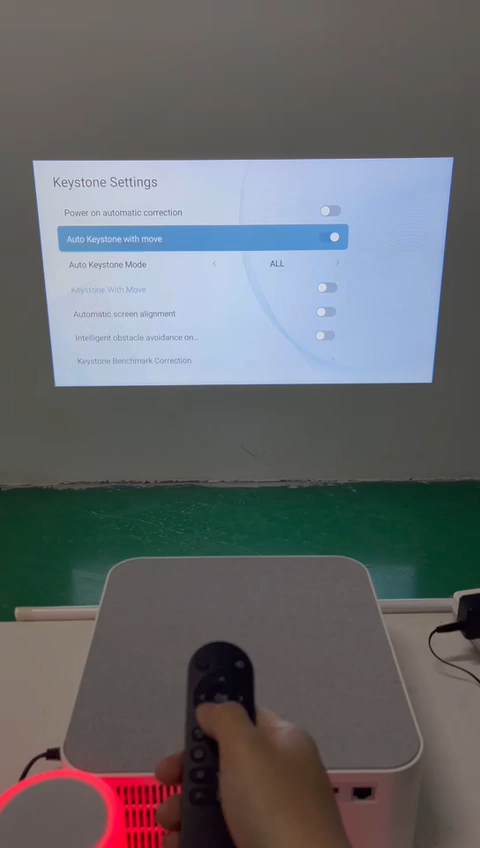 Keystone Settings
Power on automatic correction
Auto Keystone with move
Auto Keystone Mode ALL
Keystone With Move
Automatic screen alignment
Intelligent obstacle avoidance on...
Keystone Benchmark Correction